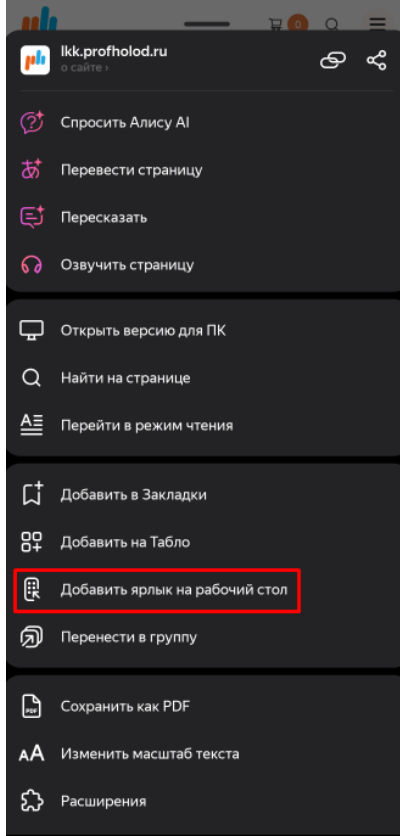 0
lkk.profholod.ru
о сайте ›
Спросить Алису AI
Перевести страницу
Пересказать
Озвучить страницу
Открыть версию для ПК
Найти на странице
Перейти в режим чтения
Добавить в Закладки
Добавить на Табло
Добавить ярлык на рабочий стол
Перенести в группу
PDF
Сохранить как PDF
Изменить масштаб текста
Расширения